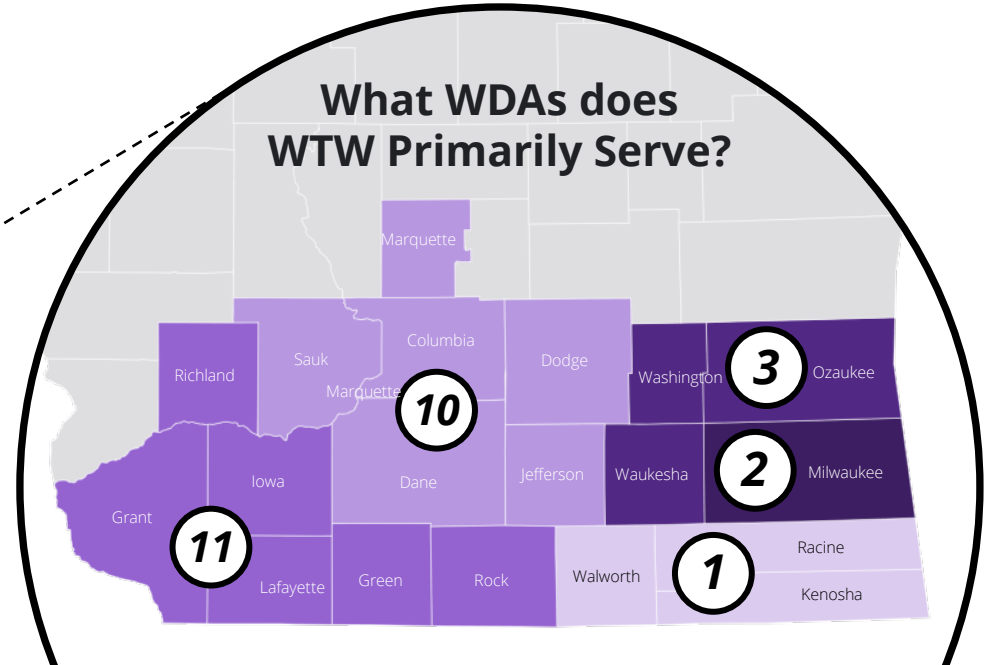 What WDAs does
WTW Primarily Serve?
Marquette
Columbia
Sauk
Dodge
Richland
Marquette
10
Washington
3
Ozaukee
Iowa
Dane
Jefferson
Waukesha
2
Milwaukee
Grant
11
Lafayette
Green
Rock
Walworth
1
Racine
Kenosha